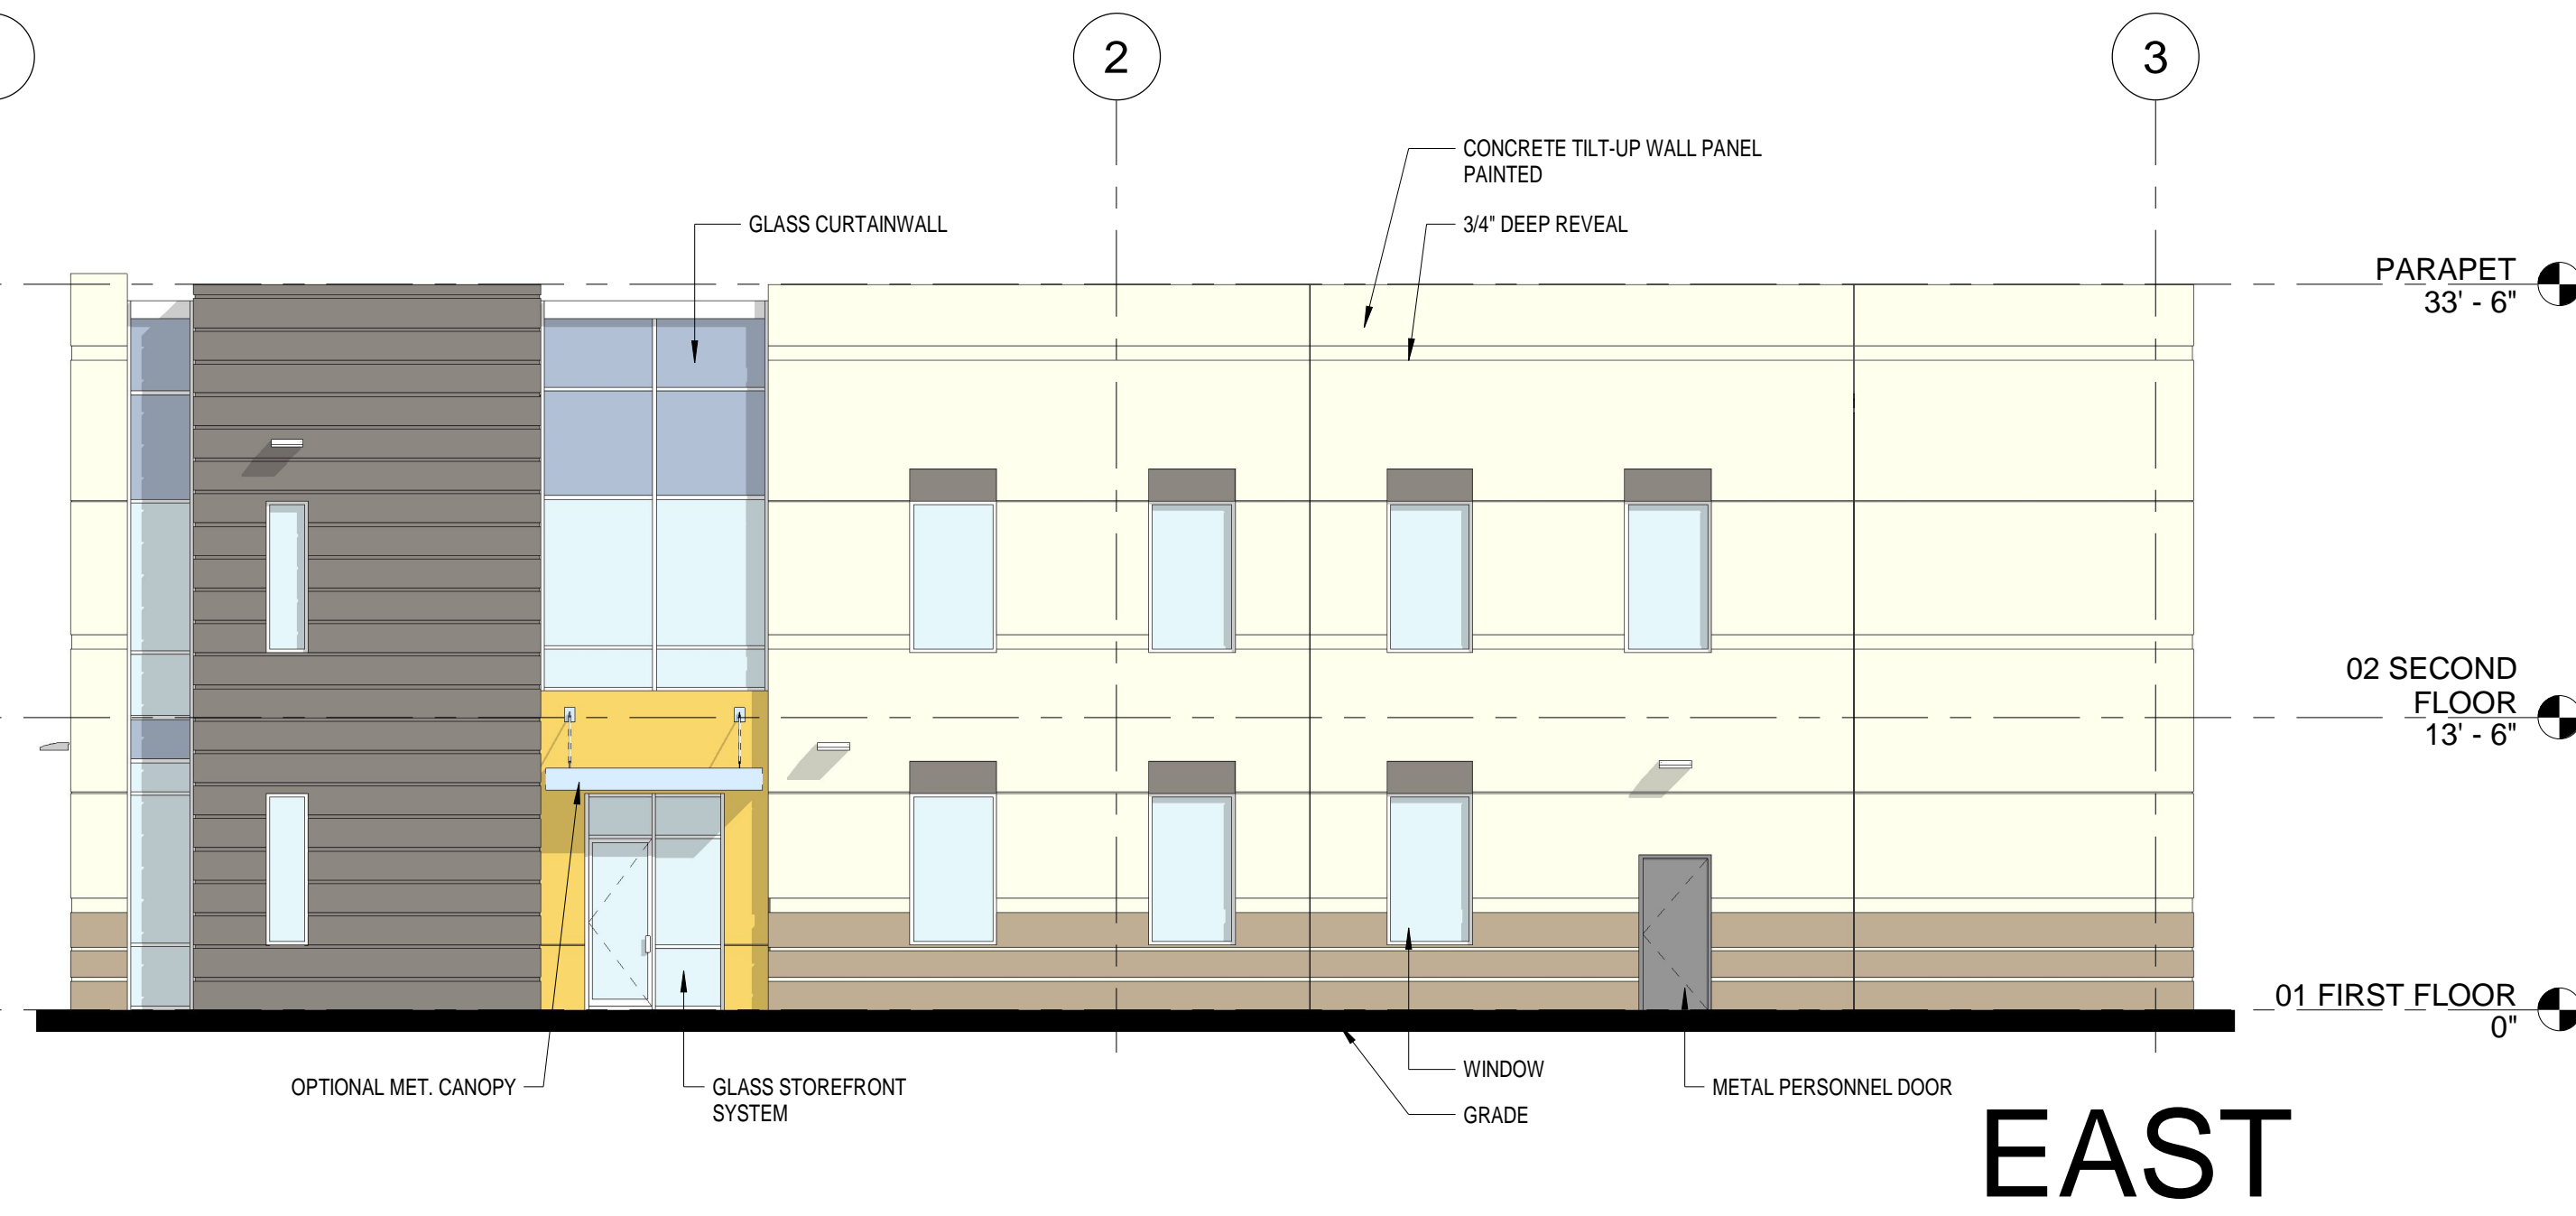 2
3
CONCRETE TILT-UP WALL PANEL
PAINTED
GLASS CURTAINWALL
3/4" DEEP REVEAL
PARAPET
33' - 6"
02 SECOND
FLOOR
13' - 6"
01 FIRST FLOOR
0"
WINDOW
OPTIONAL MET. CANOPY
GLASS STOREFRONT
SYSTEM
METAL PERSONNEL DOOR
GRADE
EAST